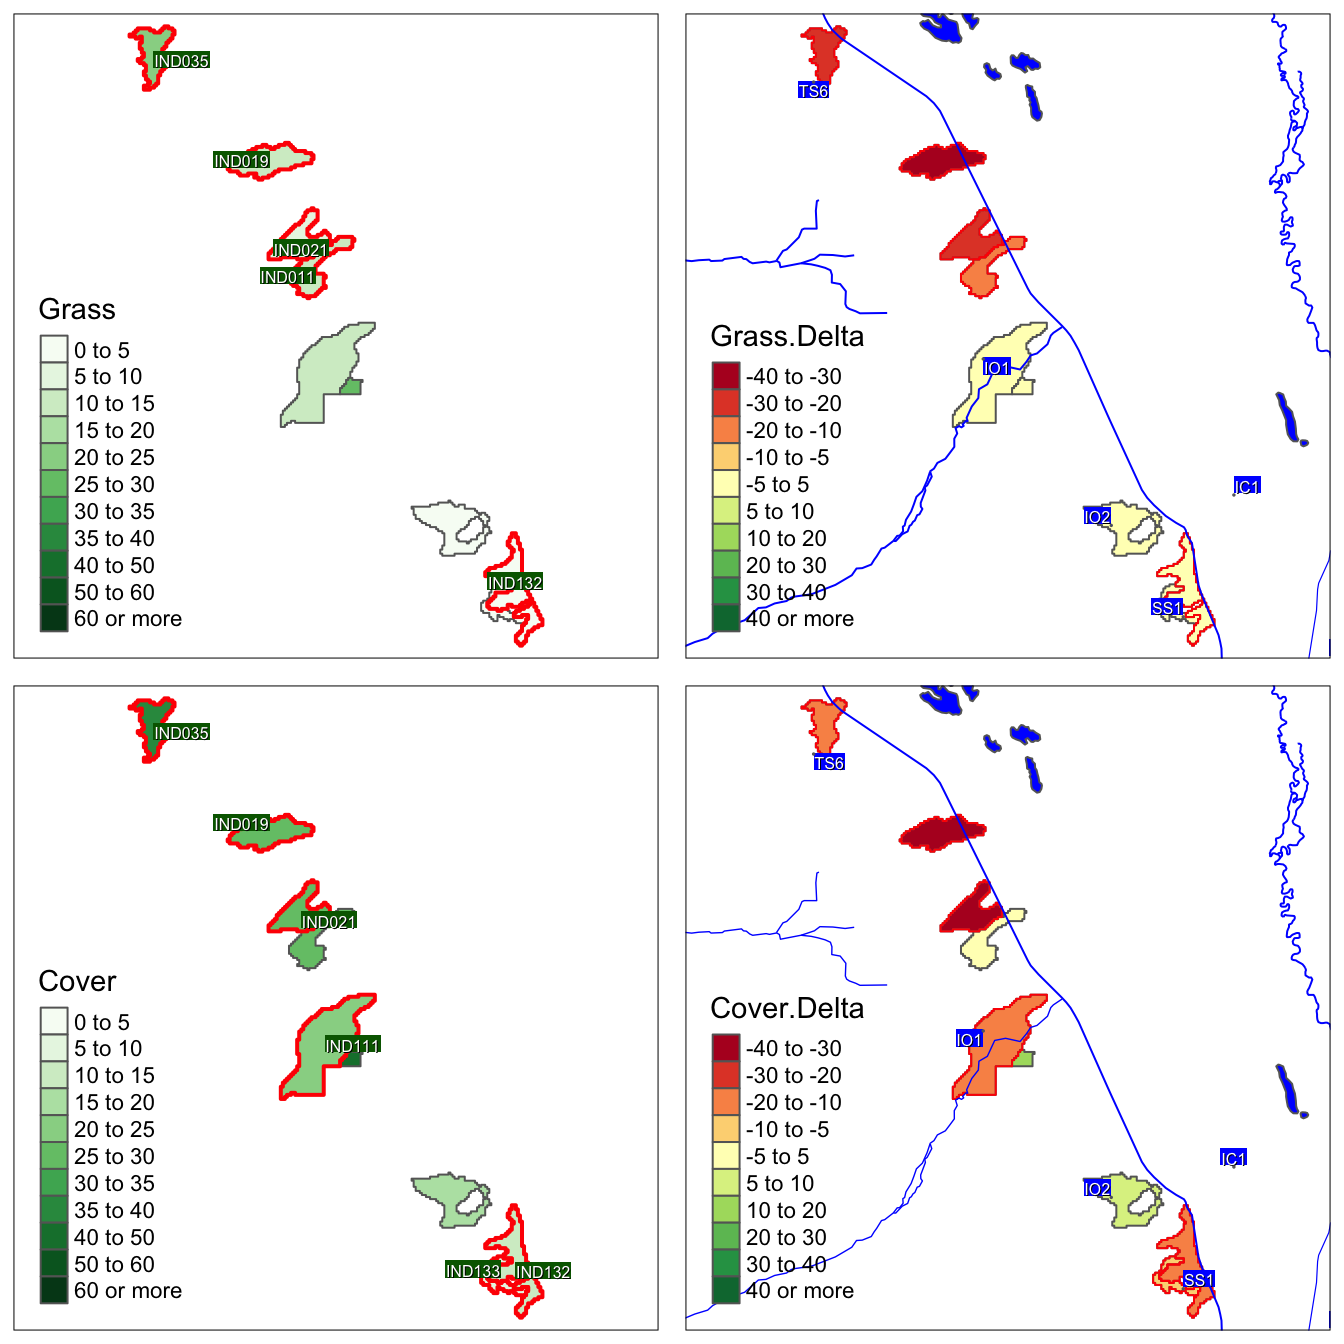 IND035
IND019
IND021
IND011
Grass
0 to 5
5 to 10
10 to 15
15 to 20
20 to 25
25 to 30
30 to 35
35 to 40
40 to 50
50 to 60
60 or more
IND132
TS6
Grass.Delta
-40 to -30
-30 to -20
-20 to -10
-10 to -5
-5 to 5
5 to 10
10 to 20
20 to 30
30 to 40
40 or more
IO1
IC1
IO2
SS1
IND035
IND019
IND021
Cover
0 to 5
5 to 10
10 to 15
15 to 20
20 to 25
25 to 30
30 to 35
35 to 40
40 to 50
50 to 60
60 or more
IND111
IND133
IND132
TS6
Cover.Delta
-40 to -30
-30 to -20
-20 to -10
-10 to -5
-5 to 5
5 to 10
10 to 20
20 to 30
30 to 40
40 or more
IO1
IC1
IO2
SS1